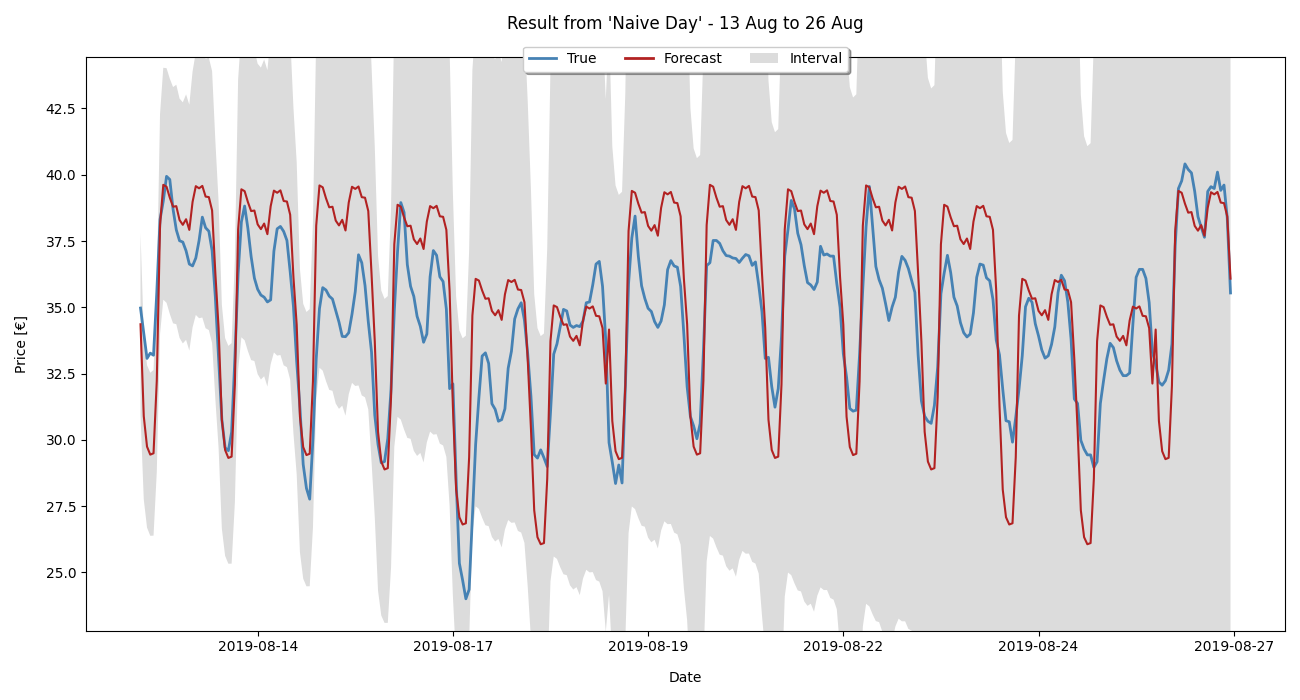 Result from 'Naive Day' - 13 Aug to 26 Aug
True Forecast Interval
42.5
40.0
37.5
35.0
32.5
30.0
27.5
25.0
Price [€]
2019-08-14 2019-08-17 2019-08-19 2019-08-22 2019-08-24 2019-08-27
Date